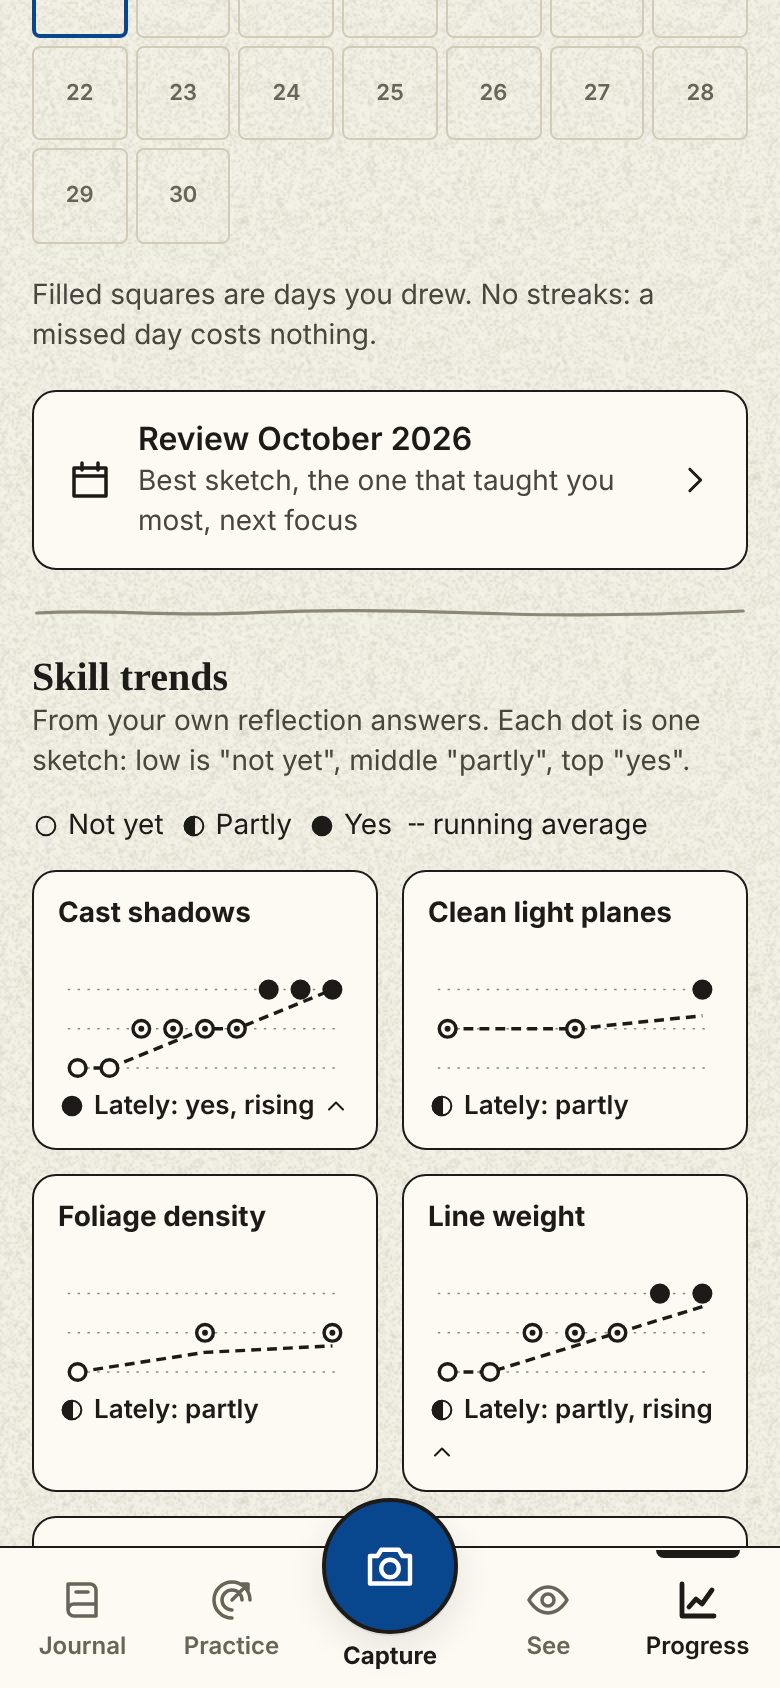 22 23 24 25 26 27 28
29 30
Filled squares are days you drew. No streaks: a
missed day costs nothing.
Review October 2026
Best sketch, the one that taught you
most, next focus
Skill trends
From your own reflection answers. Each dot is one
sketch: low is "not yet", middle "partly", top "yes".
Not yet Partly Yes -- running average
Cast shadows
Lately: yes, rising
Clean light planes
Lately: partly
Foliage density
Lately: partly
Line weight
Lately: partly, rising
Journal
Practice
Capture
See
Progress